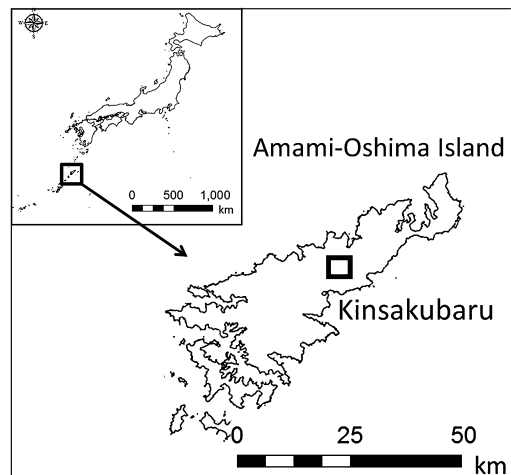 N
W E
S
0 500 1,000
km
Amami-Oshima Island
Kinsakubaru
0 25 50
km